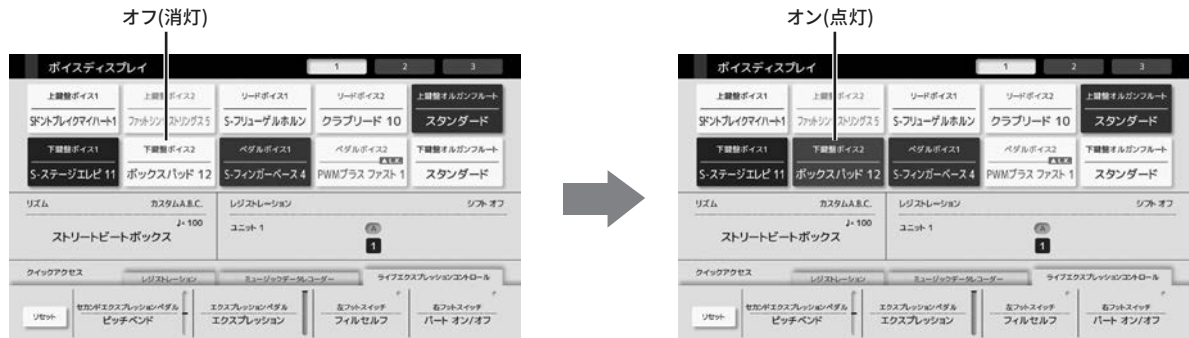 オフ(消灯)
ボイスディスプレイ 1 2 3
上鍵盤ボイス1 上鍵盤ボイス2 リードボイス1 リードボイス2 上鍵盤オルガンフルート
S.ドントブレイクマイハート1 ファットシン・ストリングス 5 S-フリューゲルホルン クラブリード 10 スタンダード
下鍵盤ボイス1 下鍵盤ボイス2 ペダルボイス1 ペダルボイス2 下鍵盤オルガンフルート
S-ステージエレピ 11 ボックスパッド 12 S-フィンガーベース 4 PWMプラス ファスト 1 スタンダード
リズム カスタムA.B.C. レジストレーション シフト オフ
♩= 100
ストリートビートボックス
ユニット 1 A
1
クイックアクセス レジストレーション ミュージックデータレコーダー ライブエクスプレッションコントロール
リセット
セカンドエクスプレッションペダル エクスプレッションペダル 左フットスイッチ 右フットスイッチ
ピッチベンド エクスプレッション フィルセルフ パート オン/オフ
オン(点灯)
ボイスディスプレイ 1 2 3
上鍵盤ボイス1 上鍵盤ボイス2 リードボイス1 リードボイス2 上鍵盤オルガンフルート
S.ドントブレイクマイハート1 ファットシン・ストリングス 5 S-フリューゲルホルン クラブリード 10 スタンダード
下鍵盤ボイス1 下鍵盤ボイス2 ペダルボイス1 ペダルボイス2 下鍵盤オルガンフルート
S-ステージエレピ 11 ボックスパッド 12 S-フィンガーベース 4 PWMプラス ファスト 1 スタンダード
リズム カスタムA.B.C. レジストレーション シフト オフ
♩= 100
ストリートビートボックス
ユニット 1 A
1
クイックアクセス レジストレーション ミュージックデータレコーダー ライブエクスプレッションコントロール
リセット
セカンドエクスプレッションペダル エクスプレッションペダル 左フットスイッチ 右フットスイッチ
ピッチベンド エクスプレッション フィルセルフ パート オン/オフ